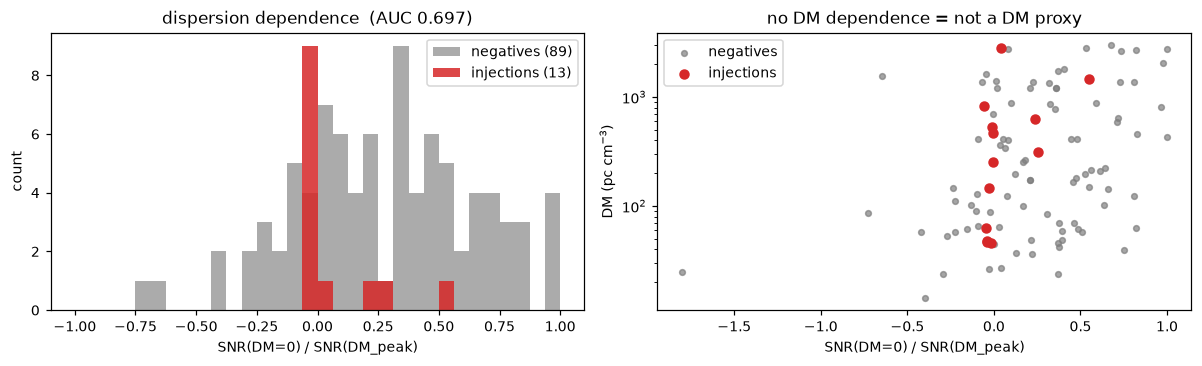 dispersion dependence  (AUC 0.697)
negatives (89)
injections (13)
count
8
6
4
2
0
−1.00 −0.75 −0.50 −0.25 0.00 0.25 0.50 0.75 1.00
SNR(DM=0) / SNR(DM_peak)
no DM dependence = not a DM proxy
negatives
injections
DM (pc cm⁻³)
10³
10²
−1.5 −1.0 −0.5 0.0 0.5 1.0
SNR(DM=0) / SNR(DM_peak)